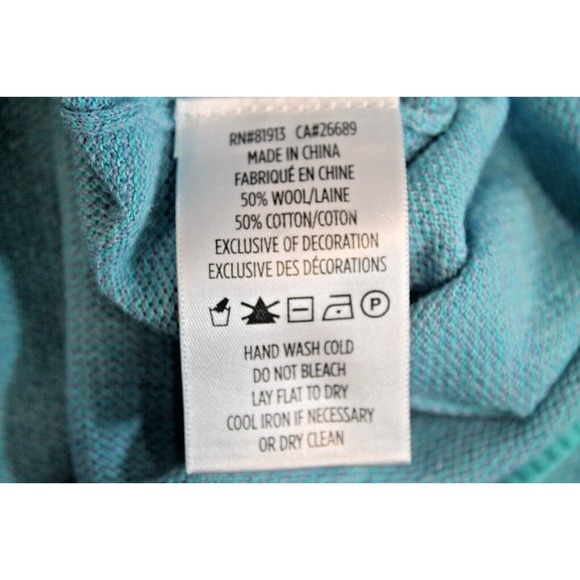 RN#81913 CA#26689
MADE IN CHINA
FABRIQUÉ EN CHINE
50% WOOL/LAINE
50% COTTON/COTON
EXCLUSIVE OF DECORATION
EXCLUSIVE DES DÉCORATIONS
P
HAND WASH COLD
DO NOT BLEACH
LAY FLAT TO DRY
COOL IRON IF NECESSARY
OR DRY CLEAN